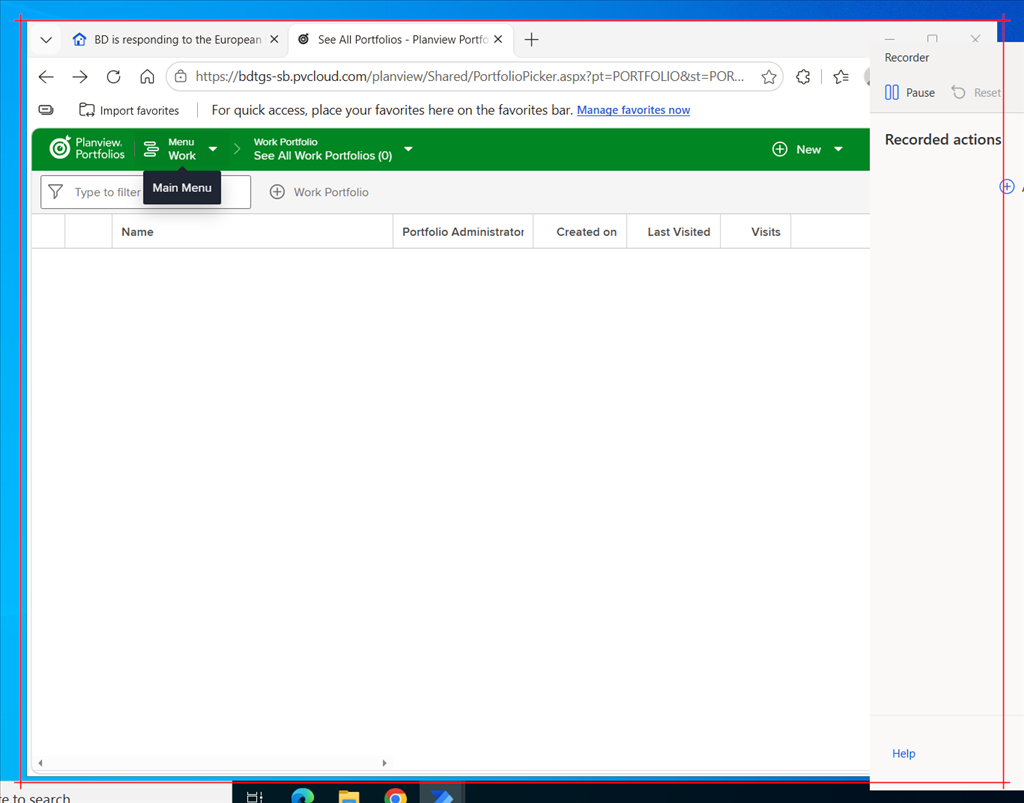 BD is responding to the European
See All Portfolios - Planview Portfo
https://bdtgs-sb.pvcloud.com/planview/Shared/PortfolioPicker.aspx?pt=PORTFOLIO&st=POR...
Import favorites
For quick access, place your favorites here on the favorites bar. Manage favorites now
Planview.
Portfolios
Menu
Work
Work Portfolio
See All Work Portfolios (0)
New
Type to filter
Main Menu
Work Portfolio
Name
Portfolio Administrator
Created on
Last Visited
Visits
Recorder
Pause
Reset
Recorded actions
Help
to search